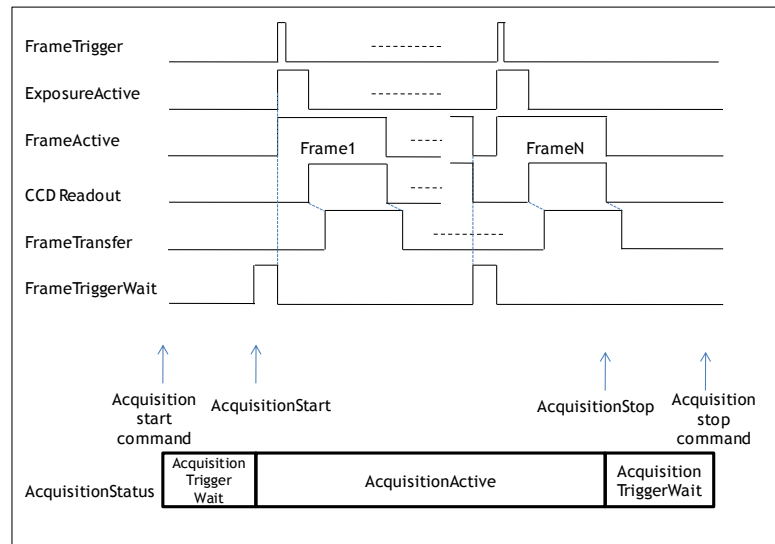 FrameTrigger
ExposureActive
FrameActive
Frame1
FrameN
CCD Readout
FrameTransfer
FrameTriggerWait
Acquisition
start
command
AcquisitionStart
AcquisitionStop
Acquisition
stop
command
AcquisitionStatus
Acquisition
Trigger
Wait
AcquisitionActive
Acquisition
TriggerWait